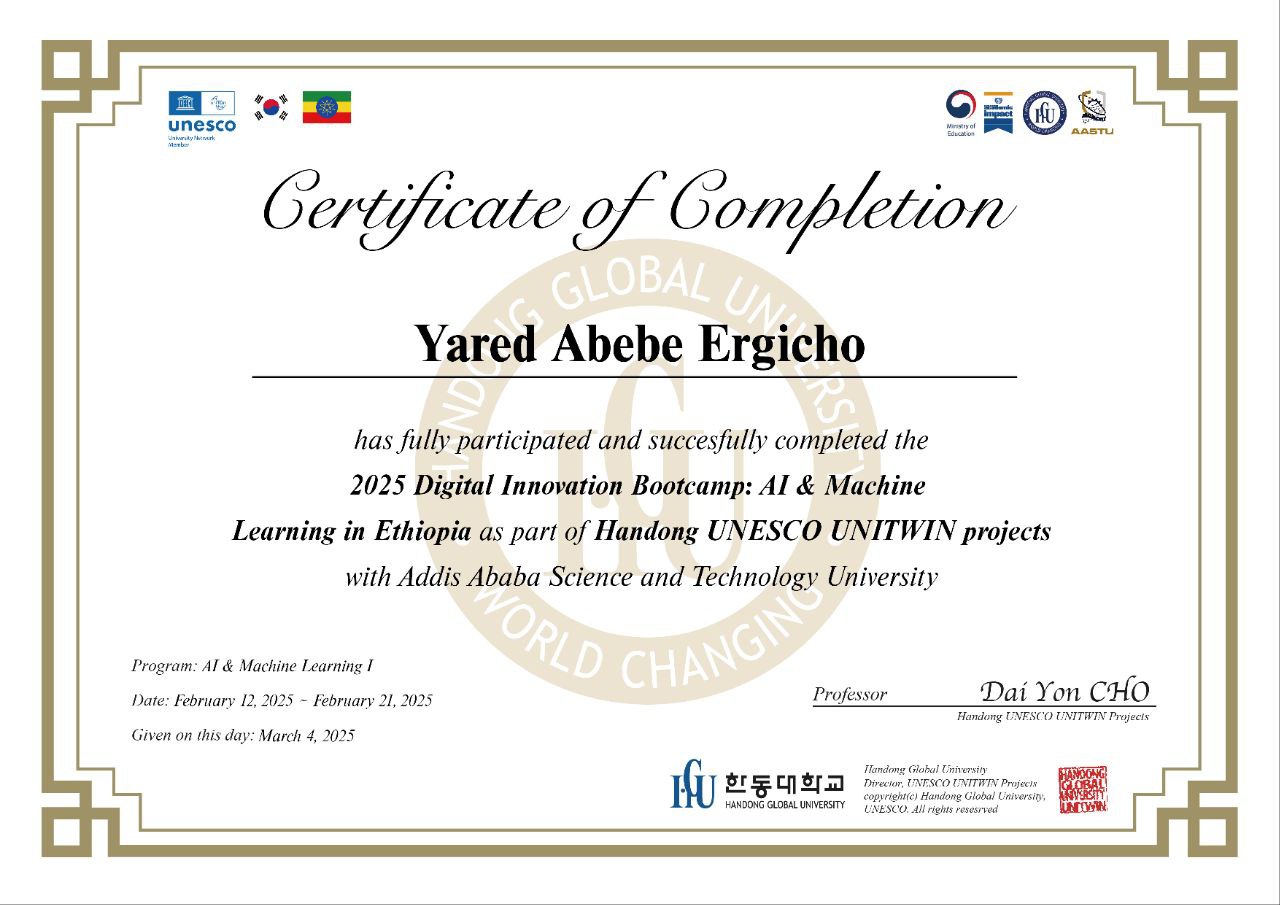 unesco
University Network
Member
Ministry of
Education
impact
HGU
AASTU
Certificate of Completion
HANDONG GLOBAL UNIVERSITY
WORLD CHANGING
Yared Abebe Ergicho
has fully participated and succesfully completed the
2025 Digital Innovation Bootcamp: AI & Machine
Learning in Ethiopia as part of Handong UNESCO UNITWIN projects
with Addis Ababa Science and Technology University
Program: AI & Machine Learning I
Date: February 12, 2025 ~ February 21, 2025
Given on this day: March 4, 2025
Professor Dai Yon CHO
Handong UNESCO UNITWIN Projects
HGU 한동대학교
HANDONG GLOBAL UNIVERSITY
Handong Global University
Director, UNESCO UNITWIN Projects
copyright(c) Handong Global University,
UNESCO. All rights resesrved
HANDONG
GLOBAL
UNIVERSITY
UNITWIN